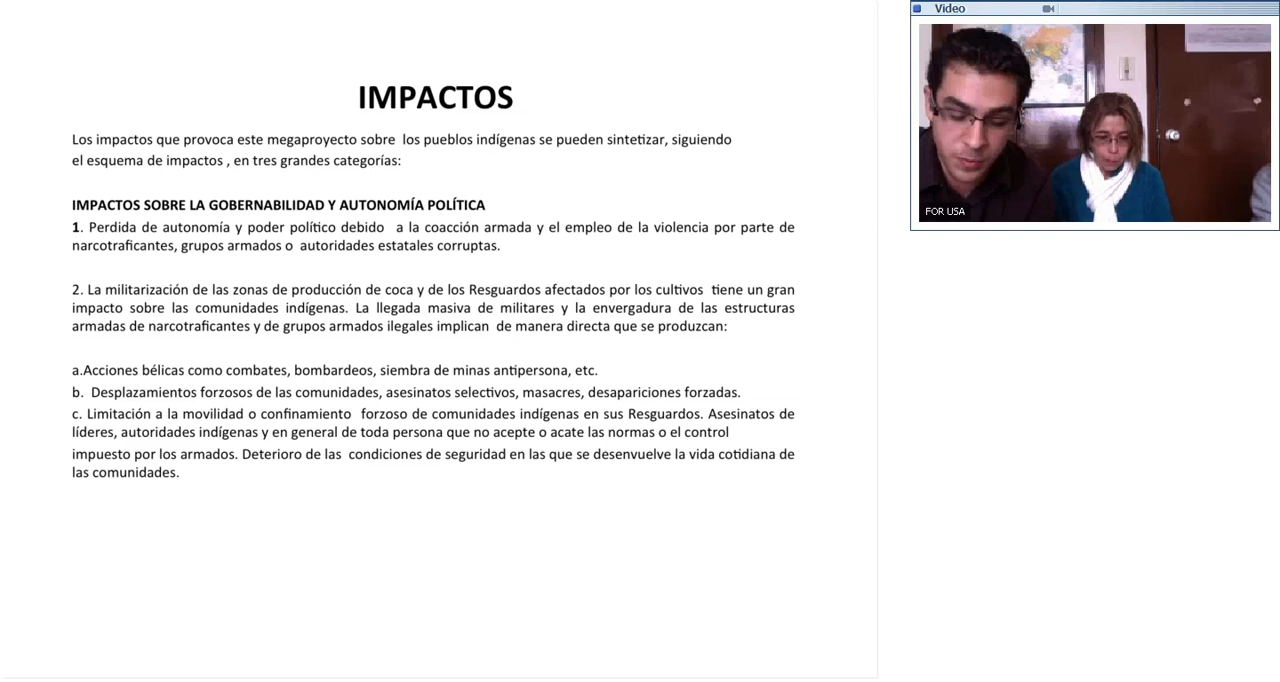 IMPACTOS
Los impactos que provoca este megaproyecto sobre  los pueblos indígenas se pueden sintetizar, siguiendo
el esquema de impactos , en tres grandes categorías:
IMPACTOS SOBRE LA GOBERNABILIDAD Y AUTONOMÍA POLÍTICA
1. Perdida de autonomía y poder político debido  a la coacción armada y el empleo de la violencia por parte de
narcotraficantes, grupos armados o  autoridades estatales corruptas.
2. La militarización de las zonas de producción de coca y de los Resguardos afectados por los cultivos  tiene un gran
impacto sobre las comunidades indígenas. La llegada masiva de militares y la envergadura de las estructuras
armadas de narcotraficantes y de grupos armados ilegales implican  de manera directa que se produzcan:
a.Acciones bélicas como combates, bombardeos, siembra de minas antipersona, etc.
b.  Desplazamientos forzosos de las comunidades, asesinatos selectivos, masacres, desapariciones forzadas.
c. Limitación a la movilidad o confinamiento  forzoso de comunidades indígenas en sus Resguardos. Asesinatos de
líderes, autoridades indígenas y en general de toda persona que no acepte o acate las normas o el control
impuesto por los armados. Deterioro de las  condiciones de seguridad en las que se desenvuelve la vida cotidiana de
las comunidades.
Video
FOR USA